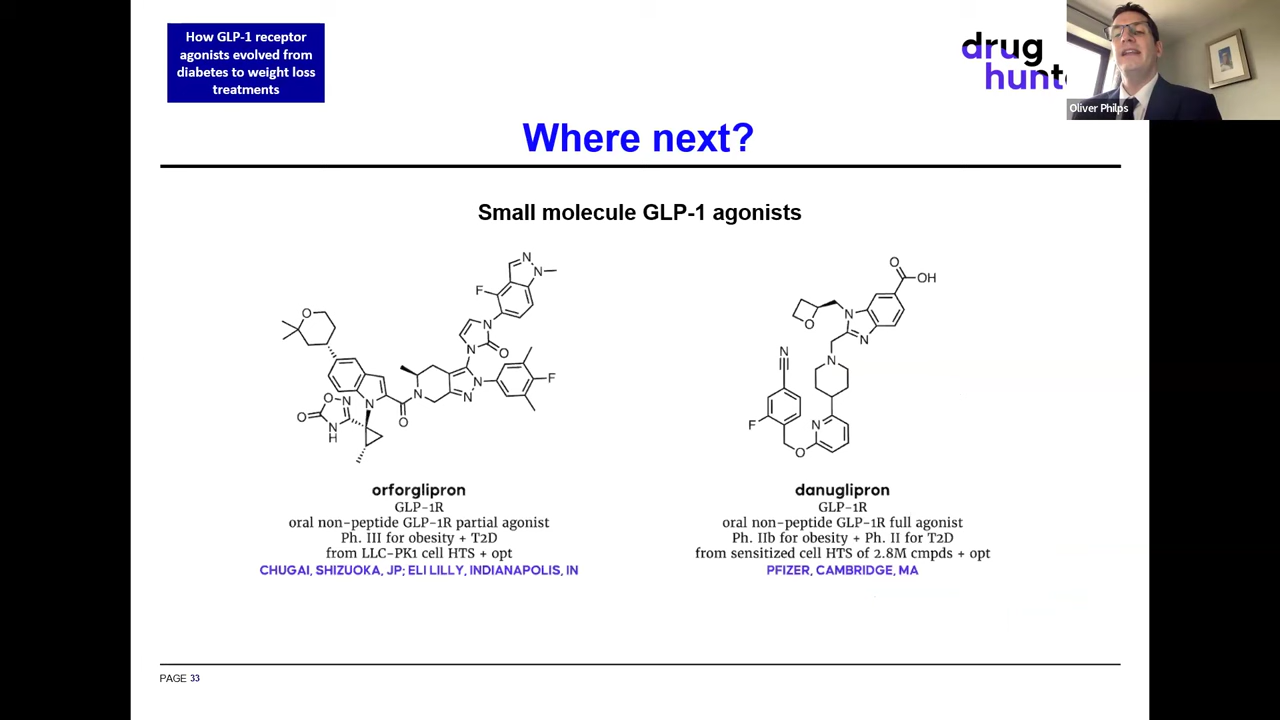 How GLP-1 receptor
agonists evolved from
diabetes to weight loss
treatments
drug
hunt
Oliver Philps
Where next?
Small molecule GLP-1 agonists
N
N
F
N
N
O
O
F
N
N
N
O
N
O
O
N
N
H
O
OH
O
N
N
N
N
F
N
O
orforglipron
GLP-1R
oral non-peptide GLP-1R partial agonist
Ph. III for obesity + T2D
from LLC-PK1 cell HTS + opt
CHUGAI, SHIZUOKA, JP; ELI LILLY, INDIANAPOLIS, IN
danuglipron
GLP-1R
oral non-peptide GLP-1R full agonist
Ph. IIb for obesity + Ph. II for T2D
from sensitized cell HTS of 2.8M cmpds + opt
PFIZER, CAMBRIDGE, MA
PAGE 33